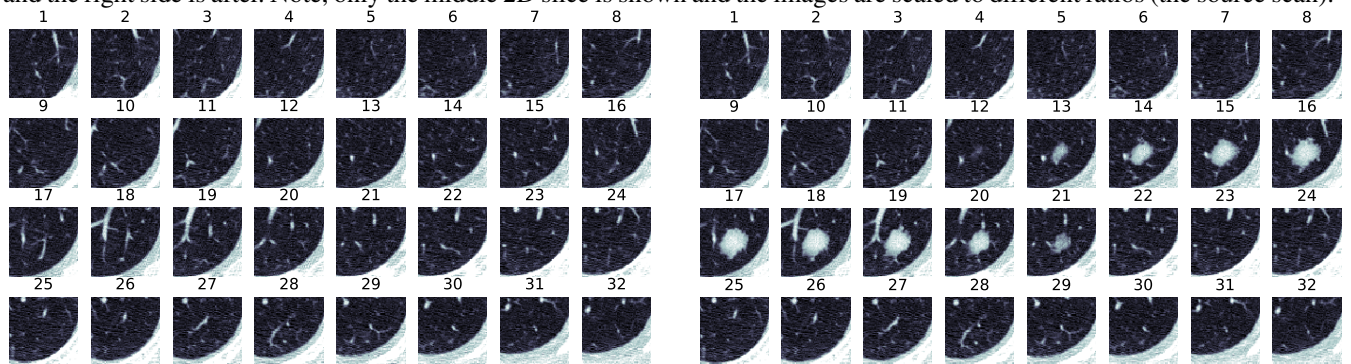 and the right side is after. Note, only the middle 2D slice is shown and the images are scaled to different ratios (the source scan).
1 2 3 4 5 6 7 8 1 2 3 4 5 6 7 8
9 10 11 12 13 14 15 16 9 10 11 12 13 14 15 16
17 18 19 20 21 22 23 24 17 18 19 20 21 22 23 24
25 26 27 28 29 30 31 32 25 26 27 28 29 30 31 32